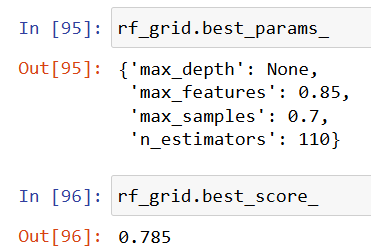 In [95]: rf_grid.best_params_
Out[95]: {'max_depth': None,
'max_features': 0.85,
'max_samples': 0.7,
'n_estimators': 110}
In [96]: rf_grid.best_score_
Out[96]: 0.785